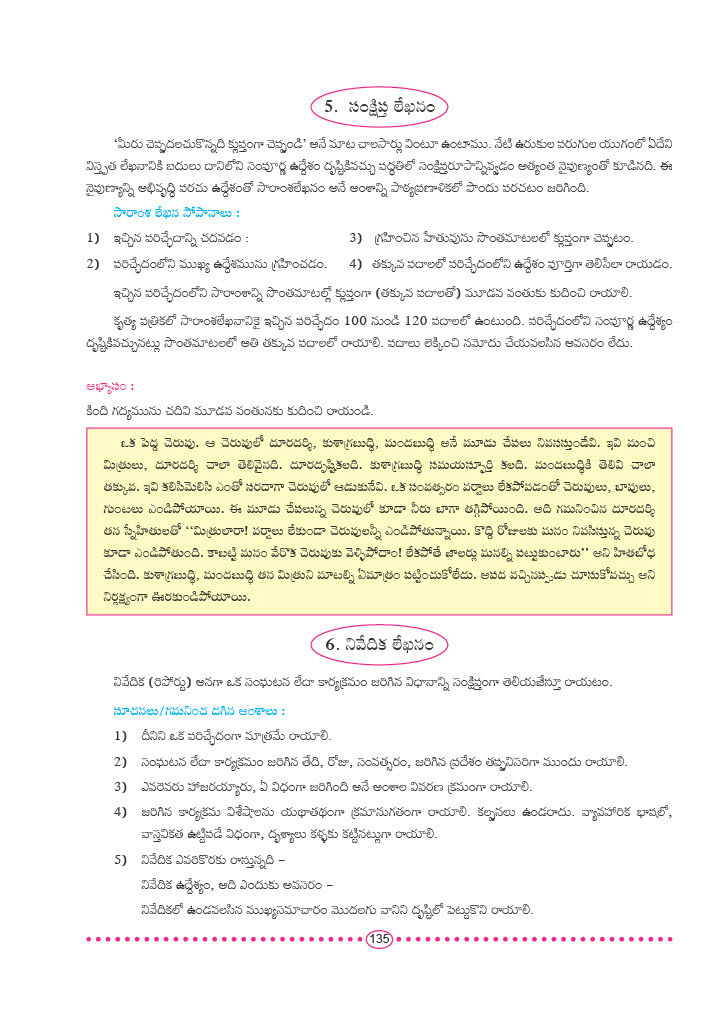 5. సంక్షిప్త లేఖనం
'మీరు చెప్పదలచుకొన్నది క్లుప్తంగా చెప్పండి' అనే మాట చాలసార్లు వింటూ ఉంటాము. నేటి ఉరుకుల పరుగుల యుగంలో ఏదేని
విస్తృత లేఖనానికి బదులు దానిలోని సంపూర్ణ ఉద్దేశం దృష్టికివచ్చు పద్ధతిలో సంక్షిప్తరూపాన్నివ్వడం అత్యంత నైపుణ్యంతో కూడినది. ఈ
నైపుణ్యాన్ని అభివృద్ధి పరచు ఉద్దేశంతో సారాంశలేఖనం అనే అంశాన్ని పాఠ్యప్రణాళికలో పొందు పరచటం జరిగింది.
సారాంశ లేఖన సోపానాలు :
1) ఇచ్చిన పరిచ్ఛేదాన్ని చదవడం : 3) గ్రహించిన హేతువును సొంతమాటలలో క్లుప్తంగా చెప్పటం.
2) పరిచ్ఛేదంలోని ముఖ్య ఉద్దేశమును గ్రహించడం. 4) తక్కువ పదాలలో పరిచ్ఛేదంలోని ఉద్దేశం పూర్తిగా తెలిసేలా రాయడం.
ఇచ్చిన పరిచ్ఛేదంలోని సారాంశాన్ని సొంతమాటల్లో క్లుప్తంగా (తక్కువ పదాలతో) మూడవ వంతుకు కుదించి రాయాలి.
కృత్య పత్రికలో సారాంశలేఖనానికై ఇచ్చిన పరిచ్ఛేదం 100 నుండి 120 పదాలలో ఉంటుంది. పరిచ్ఛేదంలోని సంపూర్ణ ఉద్దేశ్యం
దృష్టికివచ్చునట్లు సొంతమాటలలో అతి తక్కువ పదాలలో రాయాలి. పదాలు లెక్కించి నమోదు చేయవలసిన అవసరం లేదు.
అభ్యాసం :
కింది గద్యమును చదివి మూడవ వంతునకు కుదించి రాయండి.
ఒక పెద్ద చెరువు. ఆ చెరువులో దూరదర్శి, కుశాగ్రబుద్ధి, మందబుద్ధి అనే మూడు చేపలు నివసస్తుండేవి. ఇవి మంచి
మిత్రులు, దూరదర్శి చాలా తెలివైనది. దూరదృష్టికలది. కుశాగ్రబుద్ధి సమయస్ఫూర్తి కలది. మందబుద్ధికి తెలివి చాలా
తక్కువ. ఇవి కలిసిమెలిసి ఎంతో సరదాగా చెరువులో ఆడుకునేవి. ఒక సంవత్సరం వర్షాలు లేకపోవడంతో చెరువులు, బావులు,
గుంటలు ఎండిపోయాయి. ఈ మూడు చేపలున్న చెరువులో కూడా నీరు బాగా తగ్గిపోయింది. అది గమనించిన దూరదర్శి
తన స్నేహితులతో "మిత్రులారా! వర్షాలు లేకుండా చెరువులన్నీ ఎండిపోతున్నాయి. కొద్ది రోజులకు మనం నివసిస్తున్న చెరువు
కూడా ఎండిపోతుంది. కాబట్టి మనం వేరొక చెరువుకు వెళ్ళిపోదాం! లేకపోతే జాలర్లు మనల్ని పట్టుకుంటారు" అని హితబోధ
చేసింది. కుశాగ్రబుద్ధి, మందబుద్ధి తన మిత్రుని మాటల్ని ఏమాత్రం పట్టించుకోలేదు. అపద వచ్చినప్పుడు చూసుకోవచ్చు అని
నిర్లక్ష్యంగా ఊరకుండిపోయాయి.
6. నివేదిక లేఖనం
నివేదిక (రిపోర్టు) అనగా ఒక సంఘటన లేదా కార్యక్రమం జరిగిన విధానాన్ని సంక్షిప్తంగా తెలియజేస్తూ రాయటం.
సూచనలు/గమనించ దగిన అంశాలు :
1) దీనిని ఒక పరిచ్ఛేదంగా మాత్రమే రాయాలి.
2) సంఘటన లేదా కార్యక్రమం జరిగిన తేది, రోజు, సంవత్సరం, జరిగిన ప్రదేశం తప్పనిసరిగా ముందు రాయాలి.
3) ఎవరెవరు హాజరయ్యారు, ఏ విధంగా జరిగింది అనే అంశాల వివరణ క్రమంగా రాయాలి.
4) జరిగిన కార్యక్రమ విశేషాలను యథాతథంగా క్రమానుగతంగా రాయాలి. కల్పనలు ఉండరాదు. వ్యావహారిక భాషలో,
వాస్తవికత ఉట్టిపడే విధంగా, దృశ్యాలు కళ్ళకు కట్టినట్లుగా రాయాలి.
5) నివేదిక ఎవరికొరకు రాస్తున్నది –
నివేదిక ఉద్దేశ్యం, అది ఎందుకు అవసరం –
నివేదికలో ఉండవలసిన ముఖ్యసమాచారం మొదలగు వానిని దృష్టిలో పెట్టుకొని రాయాలి.
135